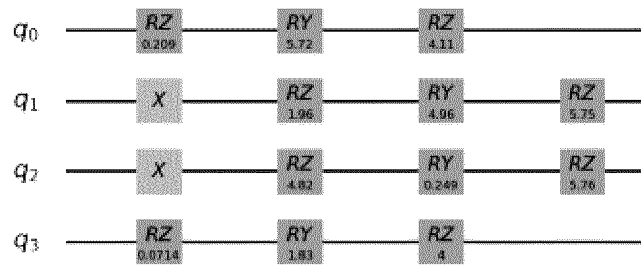 q0 RZ 0.209 RY 5.72 RZ 4.11
q1 X RZ 1.96 RY 4.96 RZ 5.75
q2 X RZ 4.82 RY 0.249 RZ 5.76
q3 RZ 0.0714 RY 1.83 RZ 4